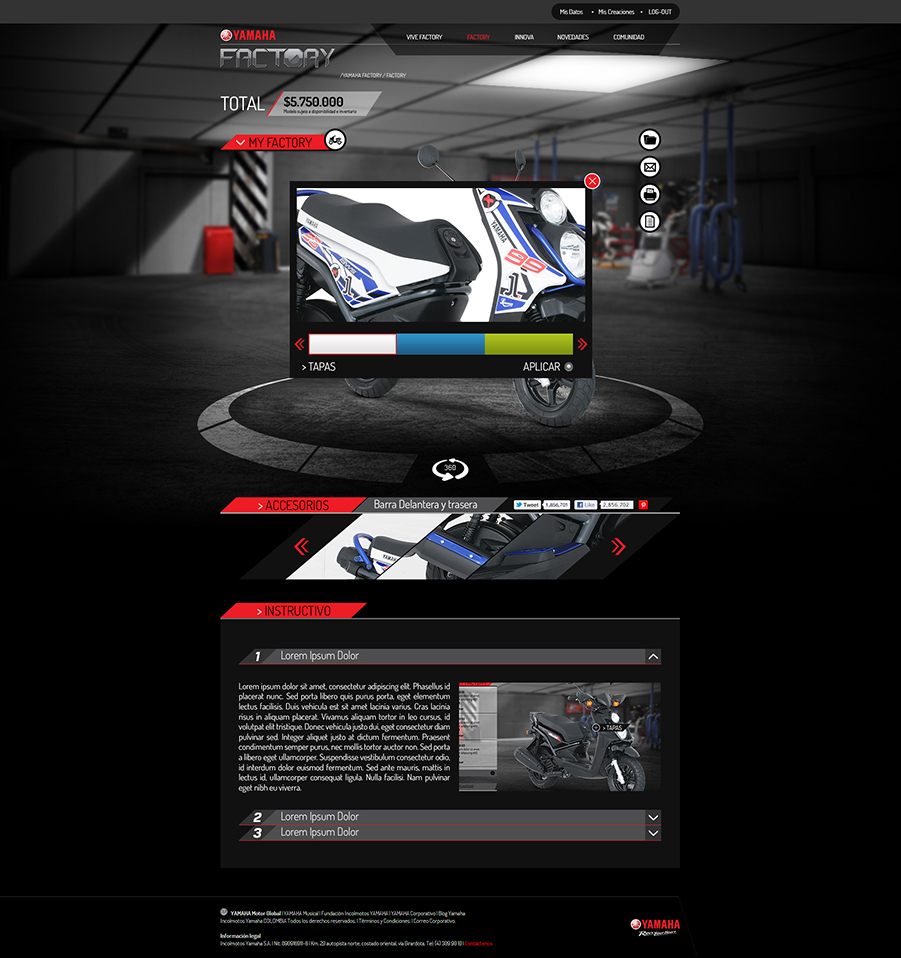 Mis Datos • Mis Creaciones • LOG-OUT
YAMAHA
FACTORY
VIVE FACTORY FACTORY INNOVA NOVEDADES COMUNIDAD
/YAMAHA FACTORY / FACTORY
TOTAL $5.750.000
Modelo sujeto a disponibilidad e inventario
MY FACTORY
YAMAHA
YAMAHA
99
> TAPAS APLICAR
360
> ACCESORIOS Barra Delantera y trasera Tweet 1,856,701 Like 2,856,702
> INSTRUCTIVO
1 Lorem Ipsum Dolor
Lorem ipsum dolor sit amet, consectetur adipiscing elit. Phasellus id
placerat nunc. Sed porta libero quis purus porta, eget elementum
lectus facilisis. Duis vehicula est sit amet lacinia varius. Cras lacinia
risus in aliquam placerat. Vivamus aliquam tortor in leo cursus, id
volutpat elit tristique. Donec vehicula justo dui, eget consectetur diam
pulvinar sed. Integer aliquet justo at dictum fermentum. Praesent
condimentum semper purus, nec mollis tortor auctor non. Sed porta
a libero eget ullamcorper. Suspendisse vestibulum consectetur odio,
id interdum dolor euismod fermentum. Sed ante mauris, mattis in
lectus id, ullamcorper consequat ligula. Nulla facilisi. Nam pulvinar
eget nibh eu viverra.
> TAPAS
2 Lorem Ipsum Dolor
3 Lorem Ipsum Dolor
YAMAHA Motor Global | YAMAHA Musical | Fundación Incolmotos YAMAHA | YAMAHA Corporativo | Blog Yamaha
Incolmotos Yamaha COLOMBIA Todos los derechos reservados. | Términos y Condiciones. | Correo Corporativo.
Información legal
Incolmotos Yamaha S.A. | Nit. 890916911-6 | Km. 20 autopista norte, costado oriental, vía Girardota. Tel: (4) 389 90 10 | Contáctenos
YAMAHA